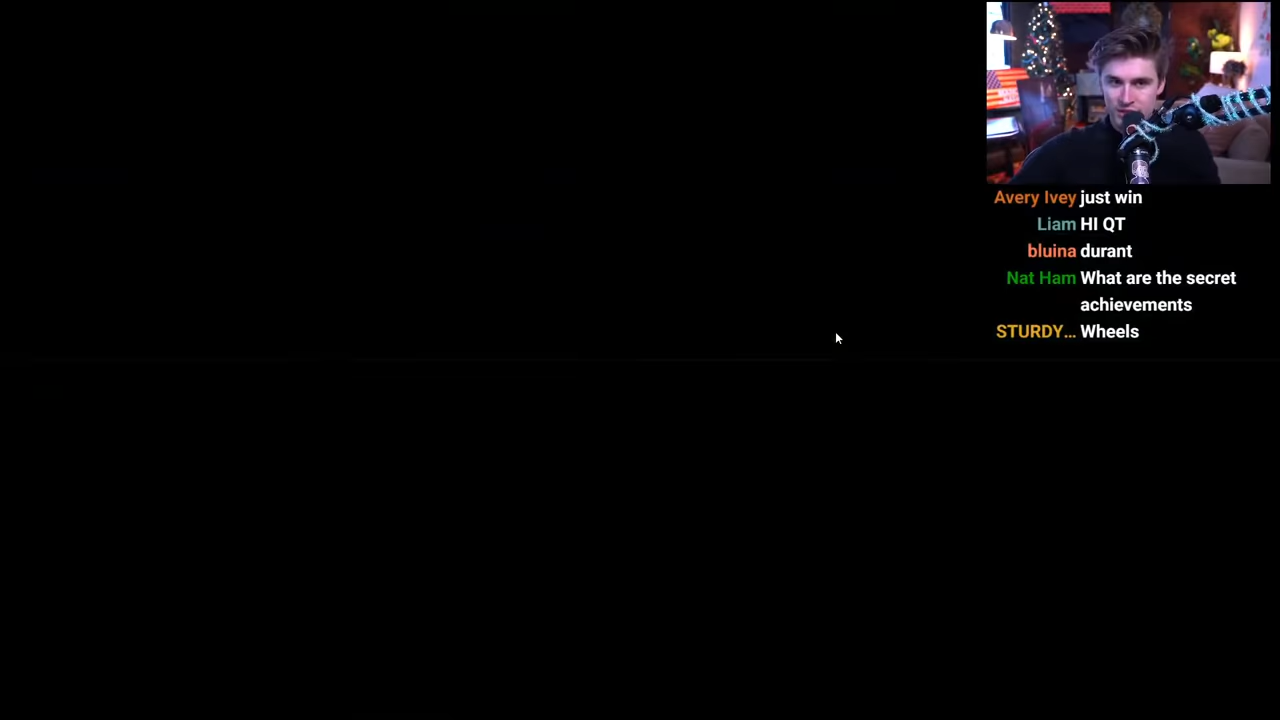 Avery Ivey just win
Liam HI QT
bluina durant
Nat Ham What are the secret
achievements
STURDY… Wheels